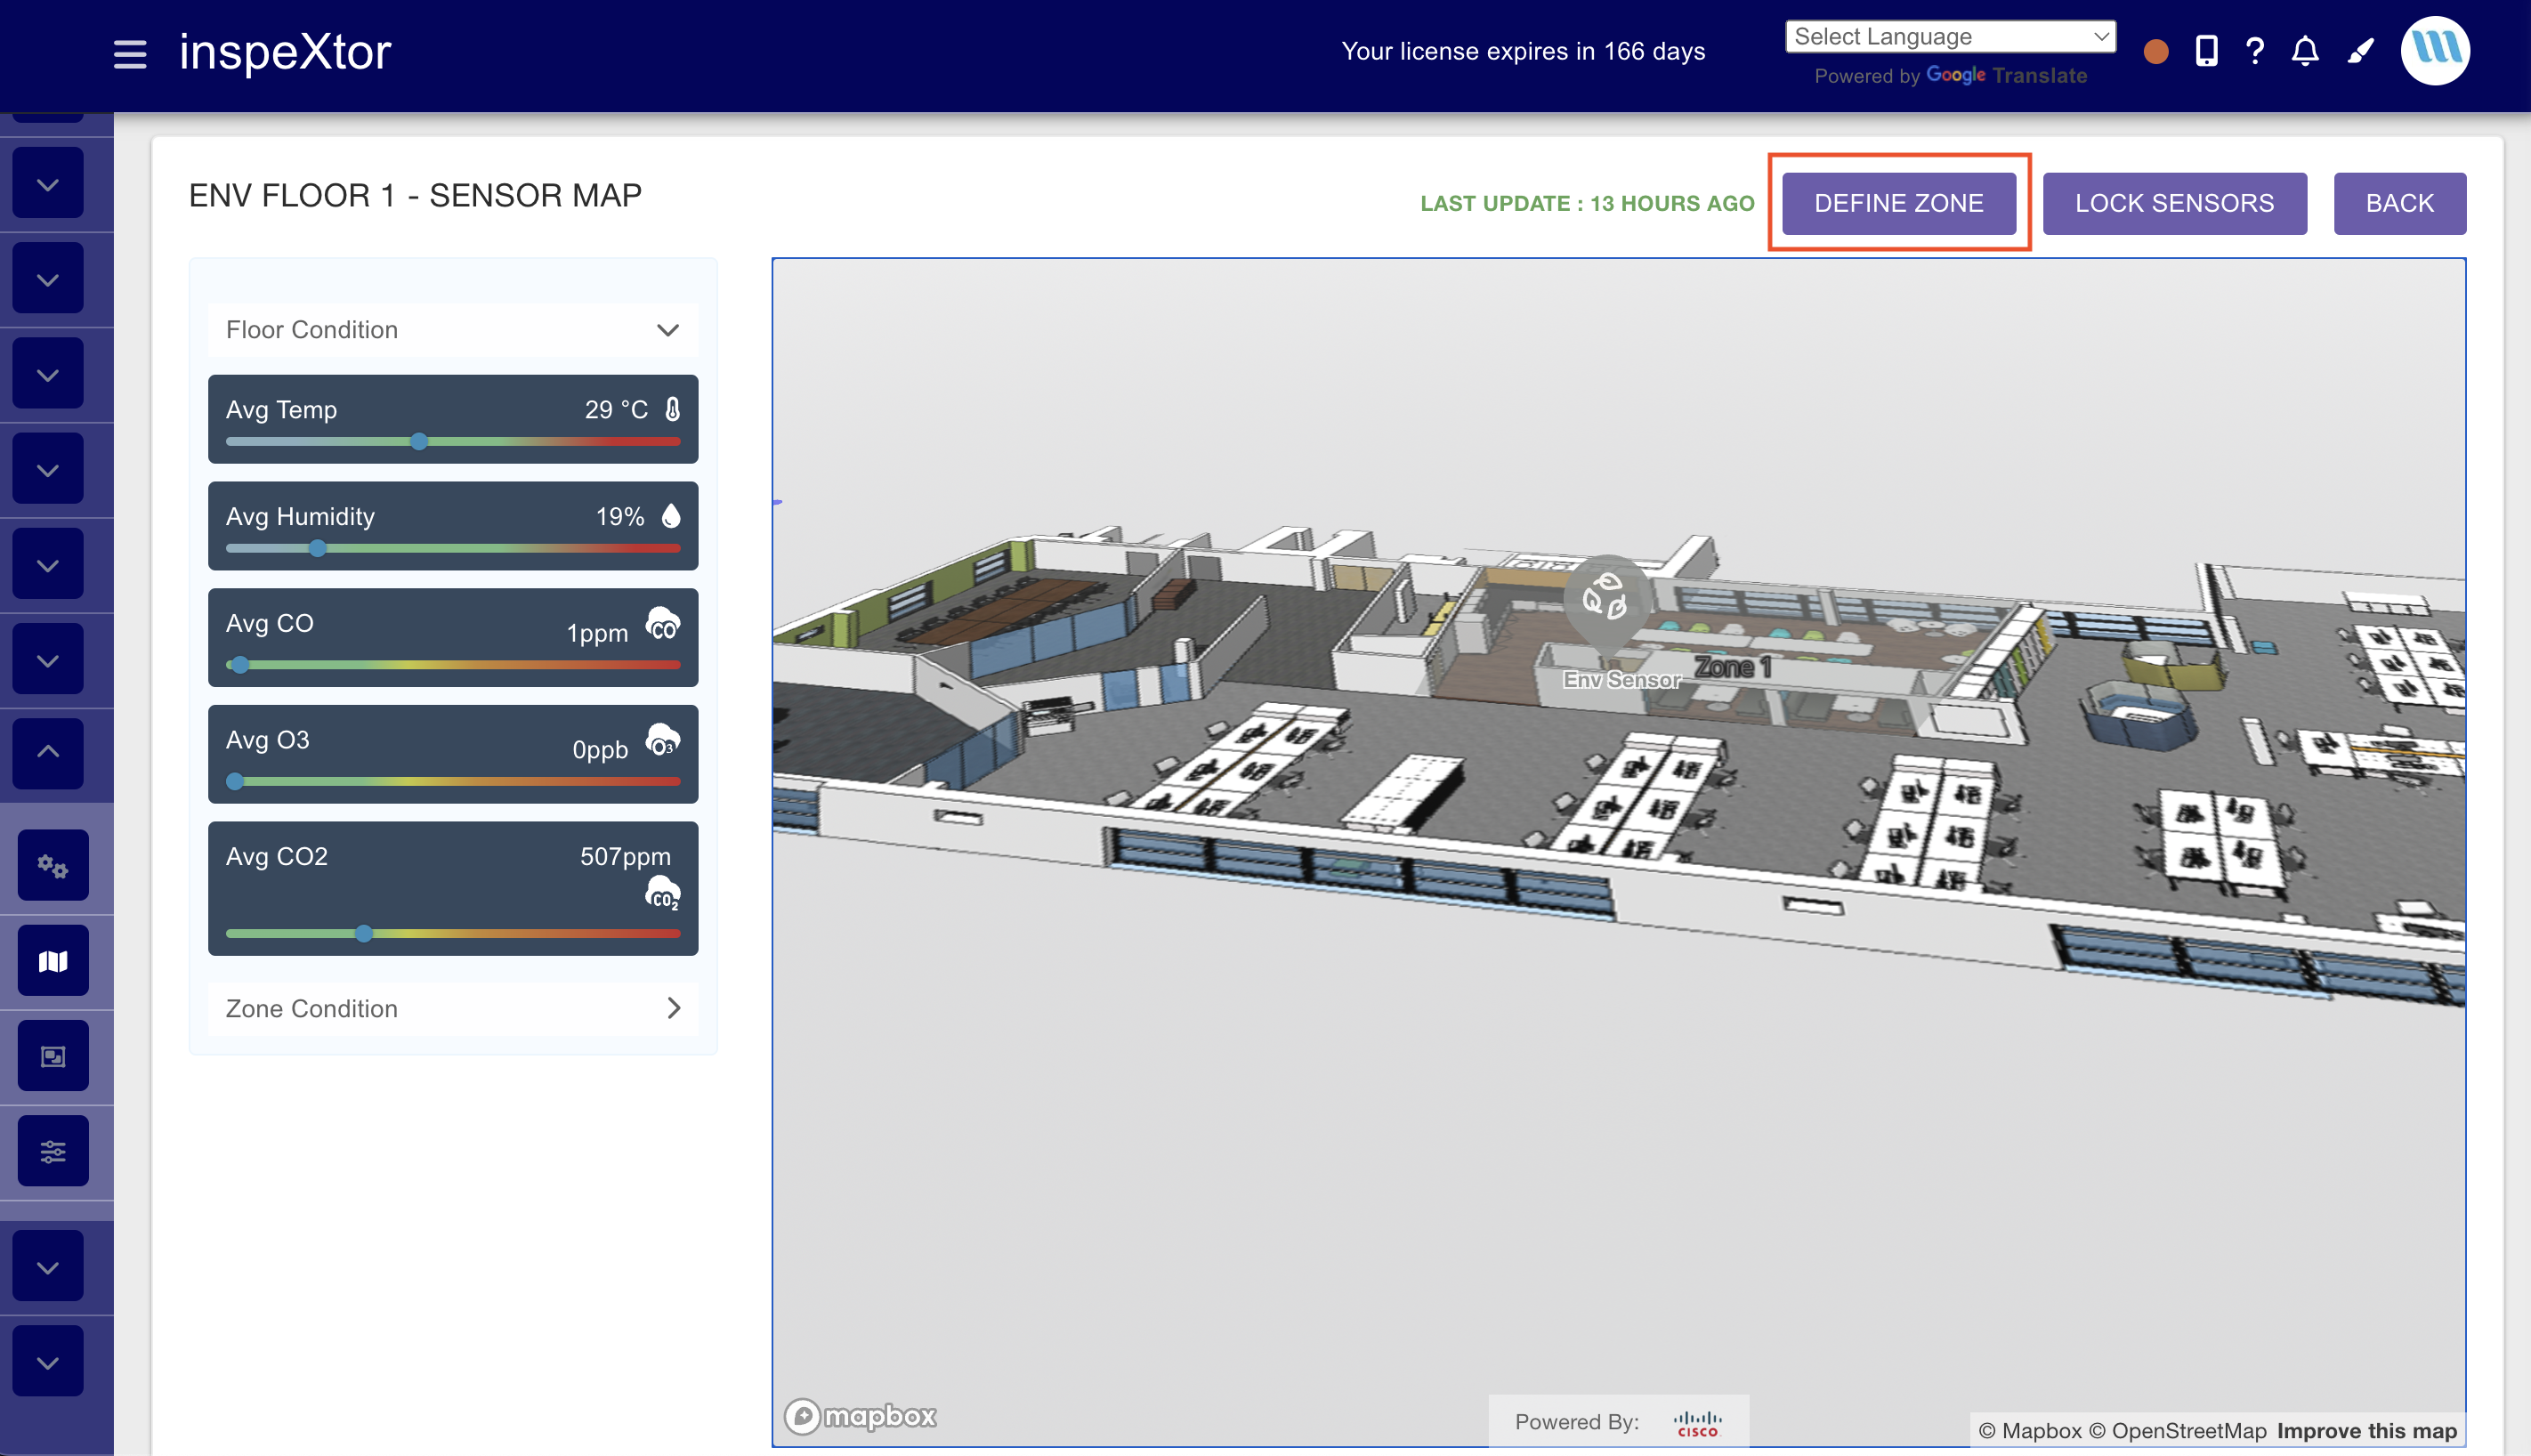 inspeXtor
Your license expires in 166 days
Select Language
Powered by Google Translate
ENV FLOOR 1 - SENSOR MAP
LAST UPDATE : 13 HOURS AGO
DEFINE ZONE
LOCK SENSORS
BACK
Floor Condition
Avg Temp
29 °C
Avg Humidity
19%
Avg CO
1ppm
CO
Avg O3
0ppb
O3
Avg CO2
507ppm
CO2
Zone Condition
Zone 1
Env Sensor
mapbox
Powered By:
CISCO
© Mapbox © OpenStreetMap Improve this map